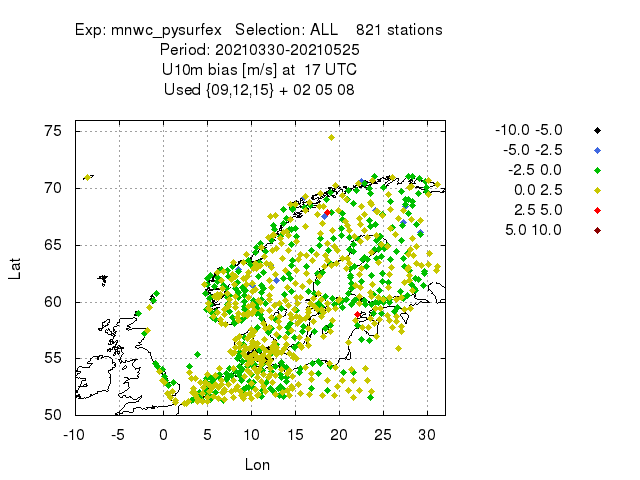 Exp: mnwc_pysurfex   Selection: ALL    821 stations
Period: 20210330-20210525
U10m bias [m/s] at  17 UTC
Used {09,12,15} + 02 05 08
-10.0 -5.0
-5.0 -2.5
-2.5 0.0
0.0 2.5
2.5 5.0
5.0 10.0
75
70
65
60
55
50
Lat
-10 -5 0 5 10 15 20 25 30
Lon